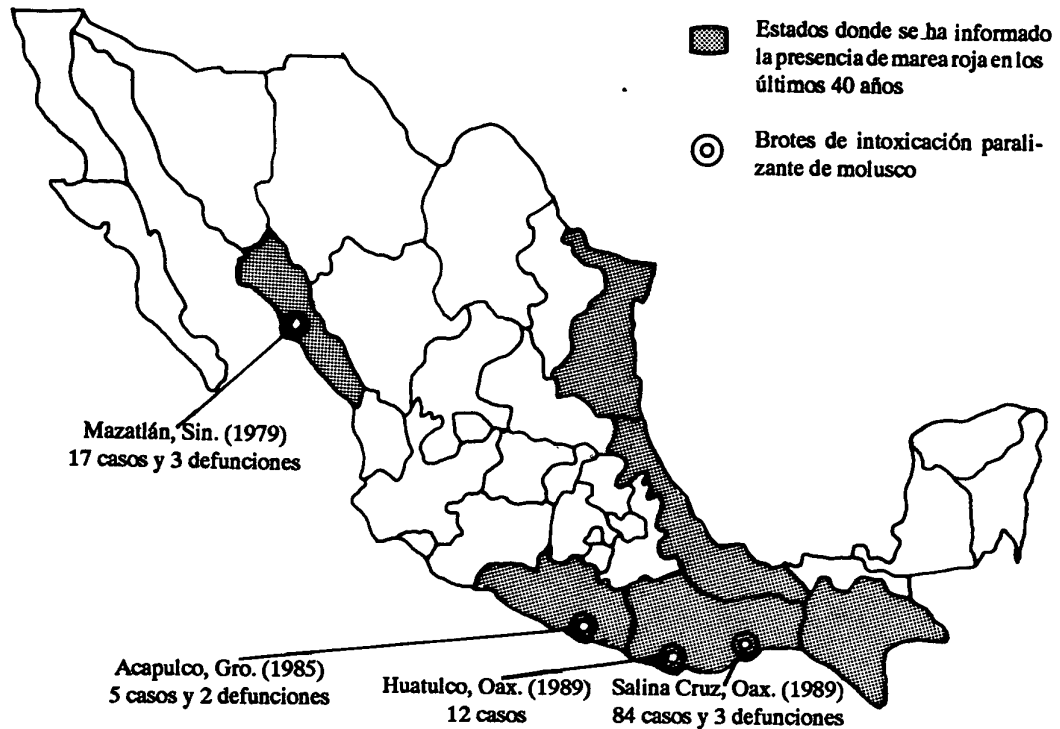 Estados donde se ha informado
la presencia de marea roja en los
últimos 40 años
Brotes de intoxicación parali-
zante de molusco
Mazatlán, Sin. (1979)
17 casos y 3 defunciones
Acapulco, Gro. (1985)
5 casos y 2 defunciones
Huatulco, Oax. (1989)
12 casos
Salina Cruz, Oax. (1989)
84 casos y 3 defunciones